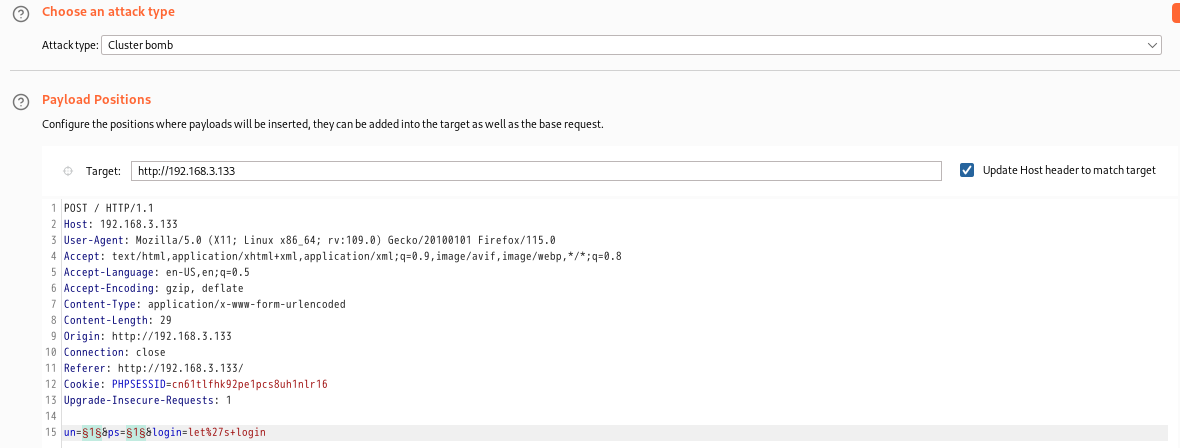 Choose an attack type
Attack type: Cluster bomb
Payload Positions
Configure the positions where payloads will be inserted, they can be added into the target as well as the base request.
Target: http://192.168.3.133 Update Host header to match target
1 POST / HTTP/1.1
2 Host: 192.168.3.133
3 User-Agent: Mozilla/5.0 (X11; Linux x86_64; rv:109.0) Gecko/20100101 Firefox/115.0
4 Accept: text/html,application/xhtml+xml,application/xml;q=0.9,image/avif,image/webp,*/*;q=0.8
5 Accept-Language: en-US,en;q=0.5
6 Accept-Encoding: gzip, deflate
7 Content-Type: application/x-www-form-urlencoded
8 Content-Length: 29
9 Origin: http://192.168.3.133
10 Connection: close
11 Referer: http://192.168.3.133/
12 Cookie: PHPSESSID=cn61tlfhk92pe1pcs8uh1nlr16
13 Upgrade-Insecure-Requests: 1
14
15 un=§1§&ps=§1§&login=let%27s+login